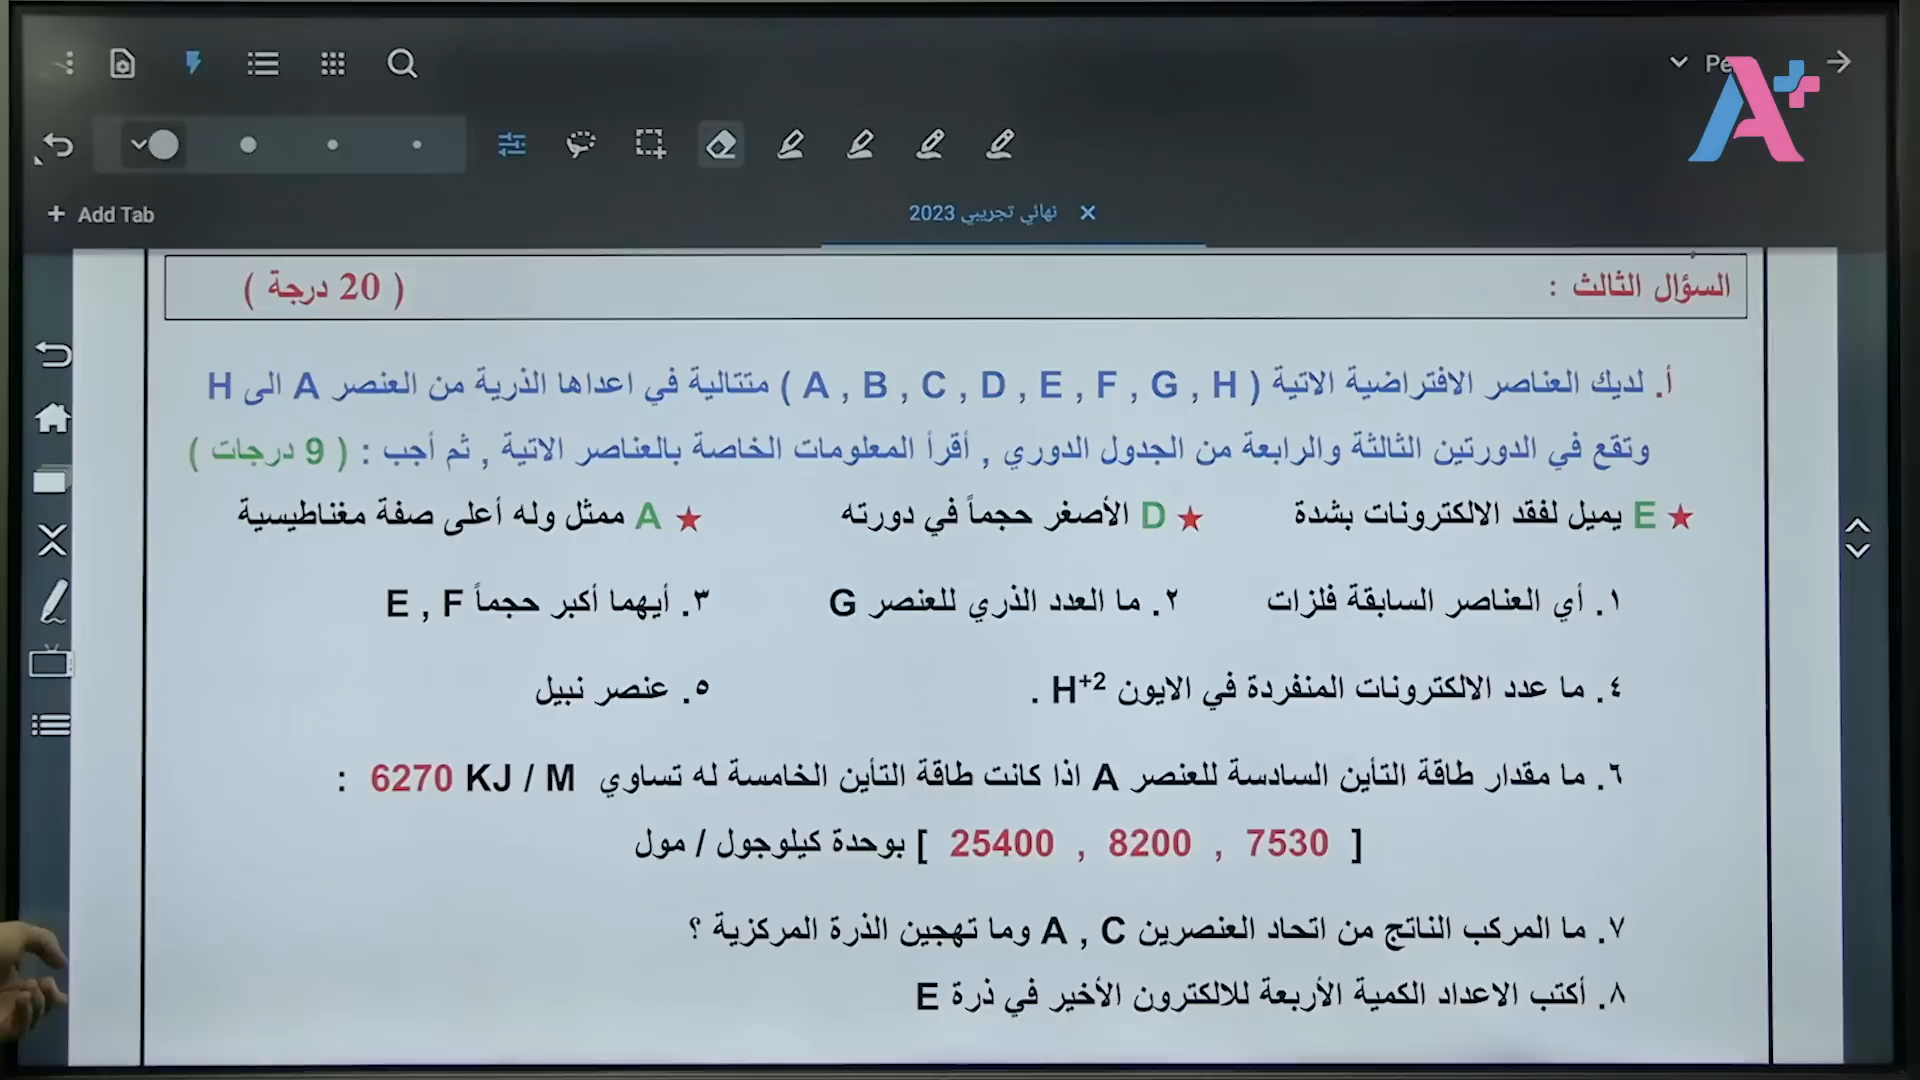 Pe
A+
+ Add Tab
نهائي تجريبي 2023 ×
السؤال الثالث : ( 20 درجة )
أ. لديك العناصر الافتراضية الاتية ( A , B , C , D , E , F , G , H ) متتالية في اعداها الذرية من العنصر A الى H
وتقع في الدورتين الثالثة والرابعة من الجدول الدوري , أقرأ المعلومات الخاصة بالعناصر الاتية , ثم أجب : ( 9 درجات )
★ E يميل لفقد الالكترونات بشدة ★ D الأصغر حجماً في دورته ★ A ممثل وله أعلى صفة مغناطيسية
١. أي العناصر السابقة فلزات ٢. ما العدد الذري للعنصر G ٣. أيهما أكبر حجماً E , F
٤. ما عدد الالكترونات المنفردة في الايون H+2 . ٥. عنصر نبيل
٦. ما مقدار طاقة التأين السادسة للعنصر A اذا كانت طاقة التأين الخامسة له تساوي 6270 KJ / M :
[ 25400 , 8200 , 7530 ] بوحدة كيلوجول / مول
٧. ما المركب الناتج من اتحاد العنصرين A , C وما تهجين الذرة المركزية ؟
٨. أكتب الاعداد الكمية الأربعة للالكترون الأخير في ذرة E